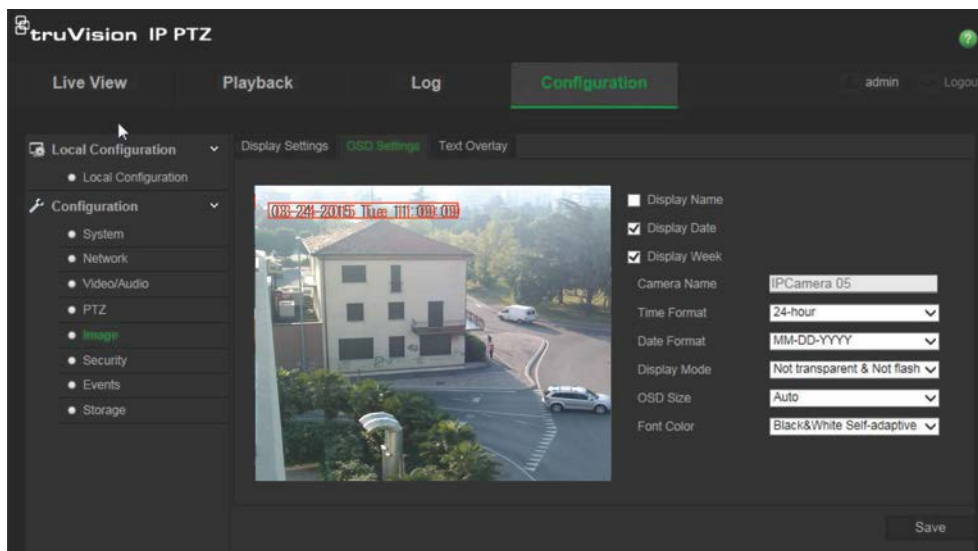 truVision IP PTZ
?
Live View
Playback
Log
Configuration
admin
Logou
Local Configuration
Local Configuration
Configuration
System
Network
Video/Audio
PTZ
Image
Security
Events
Storage
Display Settings
OSD Settings
Text Overlay
03-24-2015 Tue 11:09:09
Display Name
Display Date
Display Week
Camera Name IPCamera 05
Time Format 24-hour
Date Format MM-DD-YYYY
Display Mode Not transparent & Not flash
OSD Size Auto
Font Color Black&White Self-adaptive
Save